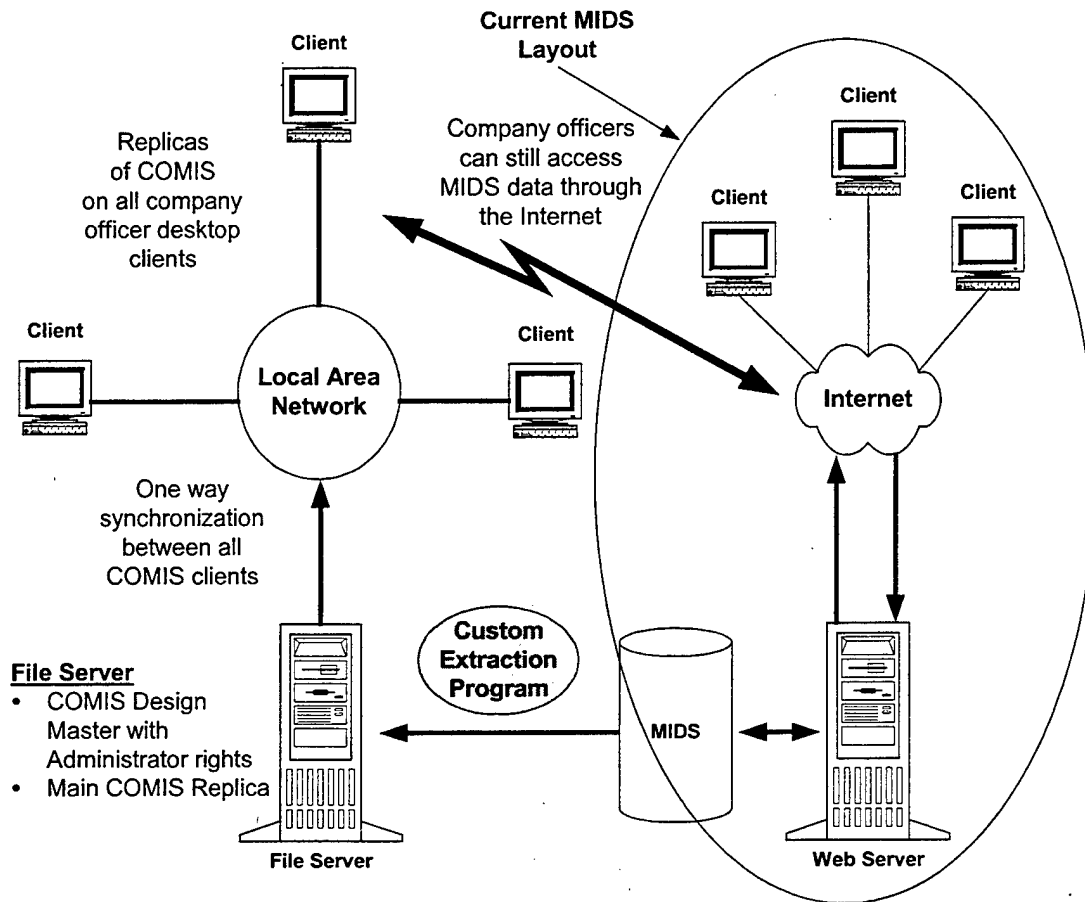 Current MIDS
Layout
Client
Client
Replicas
of COMIS
on all company
officer desktop
clients
Company officers
can still access
MIDS data through
the Internet
Client
Client
Client
Client
Local Area
Network
Internet
One way
synchronization
between all
COMIS clients
Custom
Extraction
Program
File Server
• COMIS Design
Master with
Administrator rights
• Main COMIS Replica
MIDS
File Server
Web Server